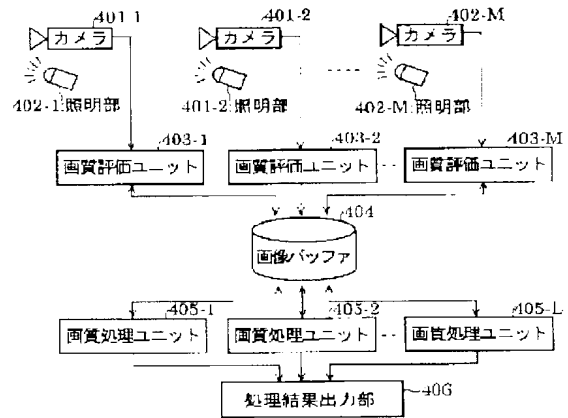 401-1 401-2 402-M
カメラ カメラ カメラ
402-1:照明部 401-2:照明部 402-M:照明部
403-1 403-2 403-M
画質評価ユニット 画質評価ユニット 画質評価ユニット
404
画像バッファ
405-1 405-2 405-L
画質処理ユニット 画質処理ユニット 画質処理ユニット
処理結果出力部 406